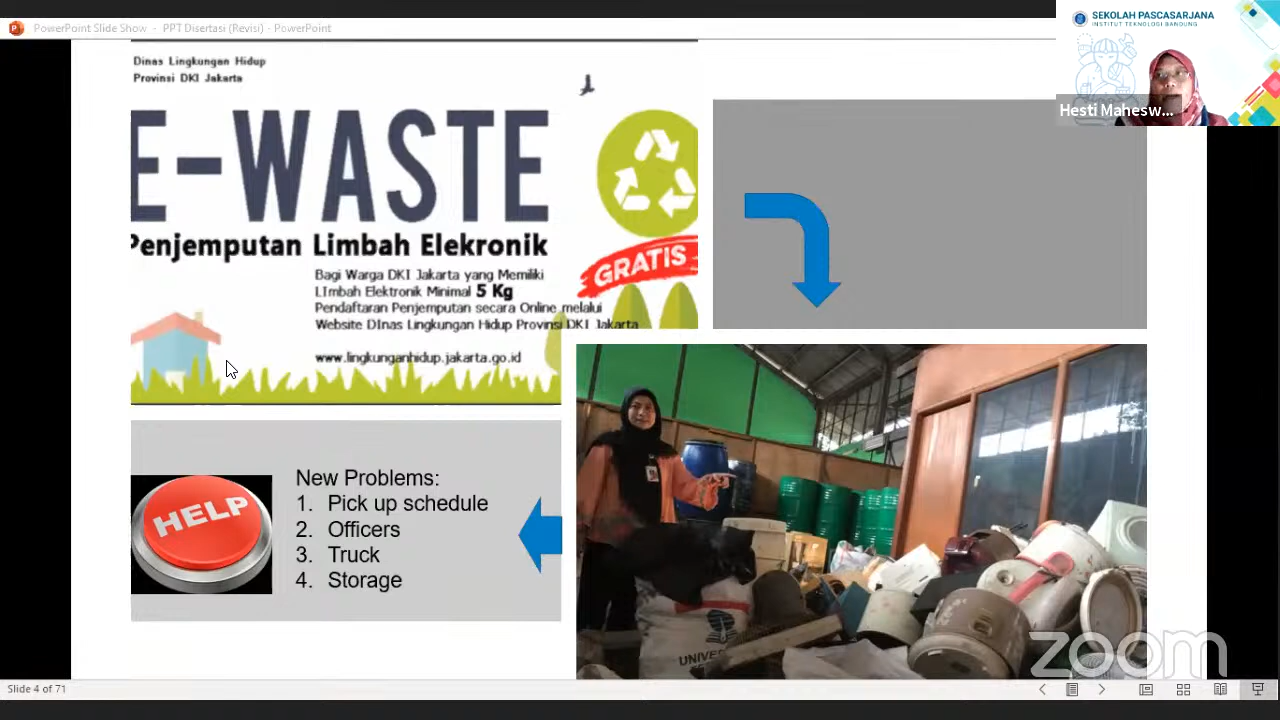 PowerPoint Slide Show - PPT Disertasi (Revisi) - PowerPoint
SEKOLAH PASCASARJANA
INSTITUT TEKNOLOGI BANDUNG
Hesti Mahesw...
Dinas Lingkungan Hidup
Provinsi DKI Jakarta
E-WASTE
Penjemputan Limbah Elekronik
GRATIS
Bagi Warga DKI Jakarta yang Memiliki
LImbah Elektronik Minimal 5 Kg
Pendaftaran Penjemputan secara Online melalui
Website DInas Lingkungan Hidup Provinsi DKI Jakarta
www.lingkunganhidup.jakarta.go.id
HELP
New Problems:
1. Pick up schedule
2. Officers
3. Truck
4. Storage
UNIVER
zoom
Slide 4 of 71